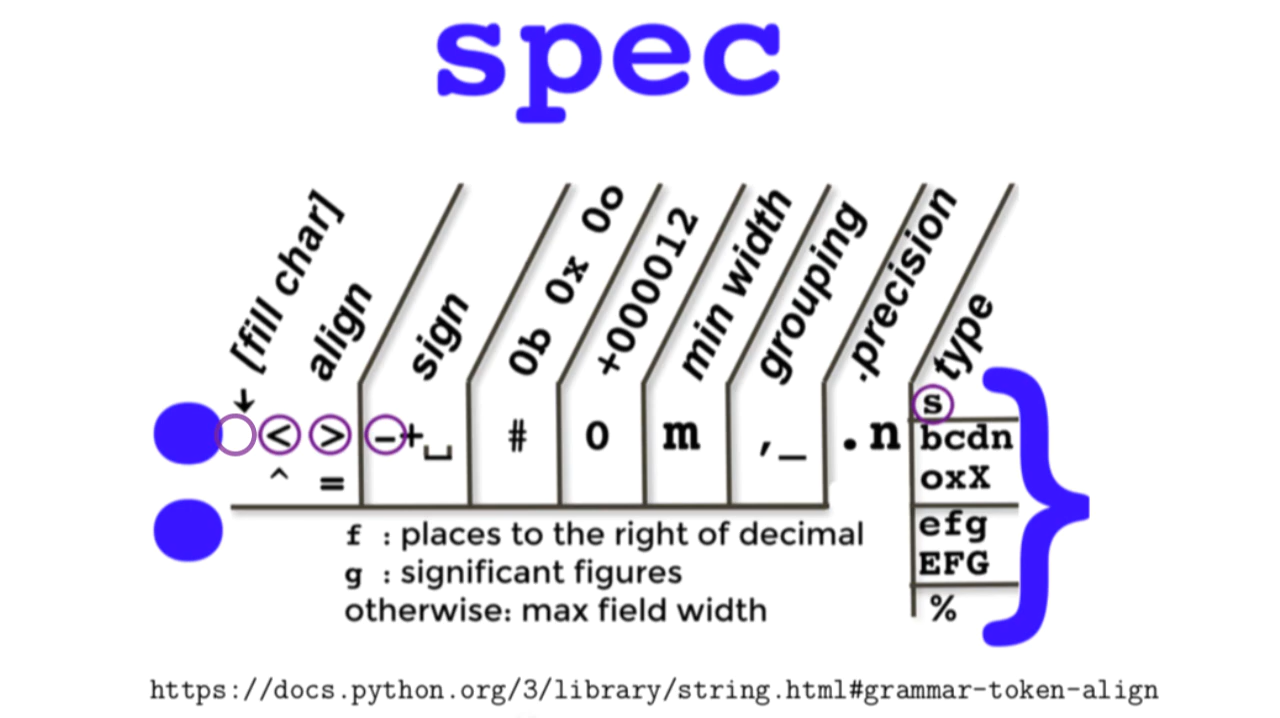 spec
[fill char]
align
sign
0b 0x 0o
+000012
min width
grouping
.precision
type
: < > -+␣ # 0 m ,_ .n s }
^ =
bcdn
oxX
efg
EFG
%
f : places to the right of decimal
g : significant figures
otherwise: max field width
https://docs.python.org/3/library/string.html#grammar-token-align